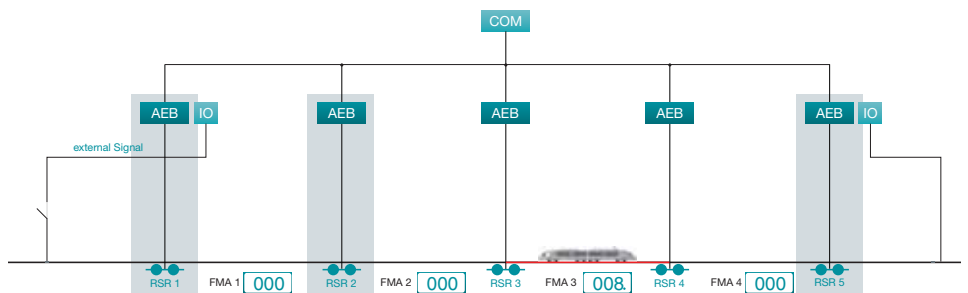 COM
AEB IO AEB AEB AEB AEB IO
external Signal
RSR 1 FMA 1 000 RSR 2 FMA 2 000 RSR 3 FMA 3 008. RSR 4 FMA 4 000 RSR 5